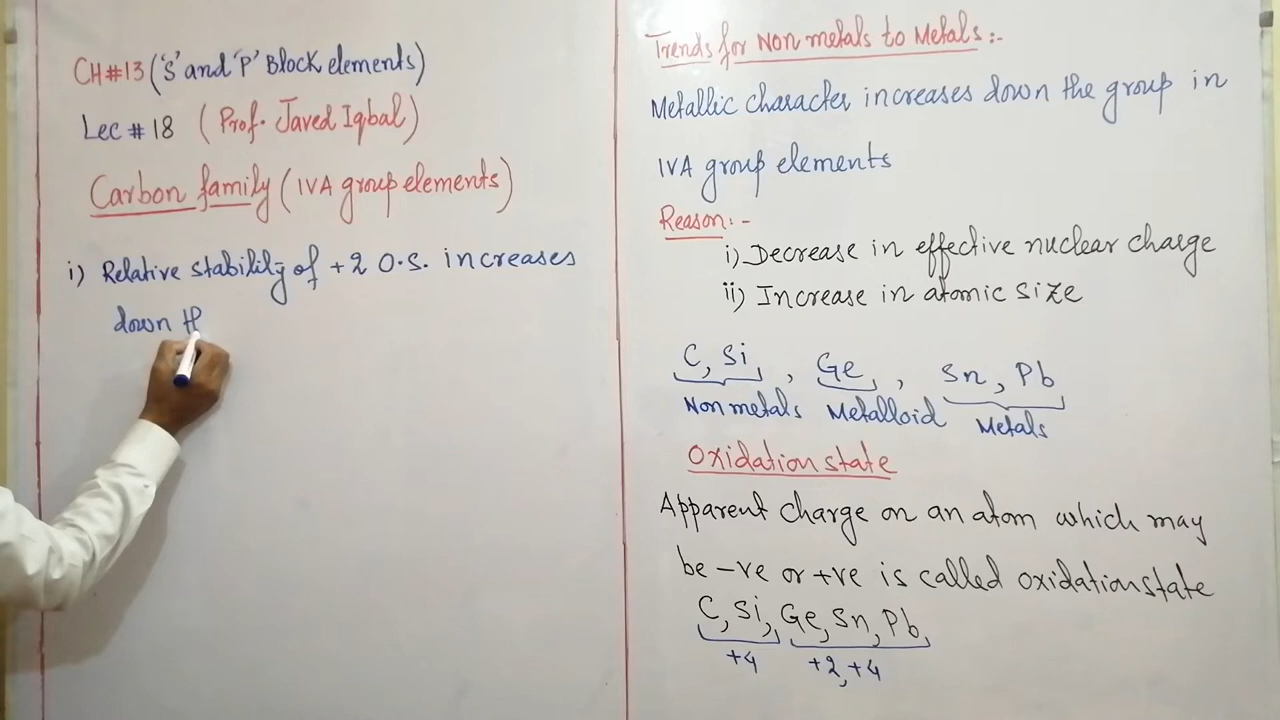 CH#13 ('S' and 'P' Block elements)
Lec # 18 (Prof. Javed Iqbal)
Carbon family (IVA group elements)
i) Relative stability of +2 O.S. increases
down
Trends for Non metals to Metals:-
Metallic character increases down the group in
IVA group elements
Reason:-
i) Decrease in effective nuclear charge
ii) Increase in atomic size
C, Si, Ge, Sn, Pb
Non metals Metalloid Metals
Oxidation state
Apparent charge on an atom which may
be -ve or +ve is called oxidation state
C, Si, Ge, Sn, Pb,
+4 +2, +4